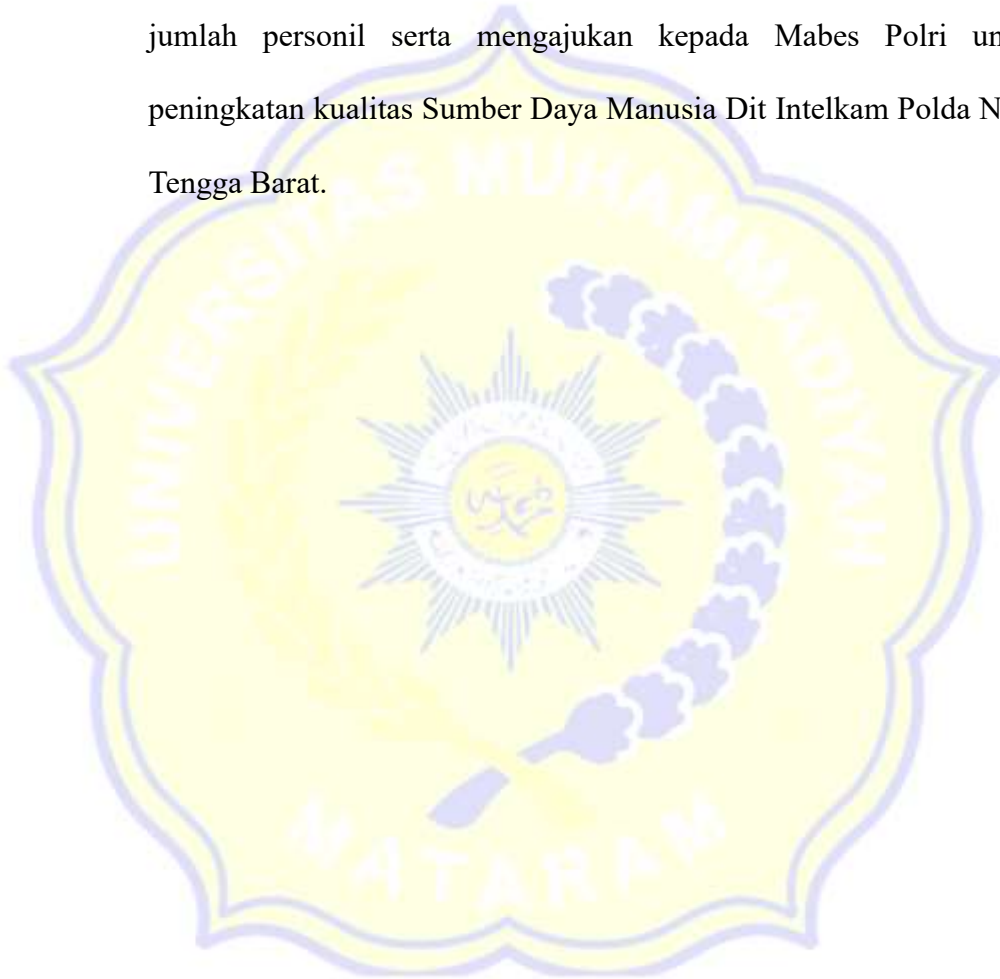 jumlah personil serta mengajukan kepada Mabes Polri un
peningkatan kualitas Sumber Daya Manusia Dit Intelkam Polda N
Tengga Barat.
UNIVERSITAS MUHAMMADIYAH
MATARAM